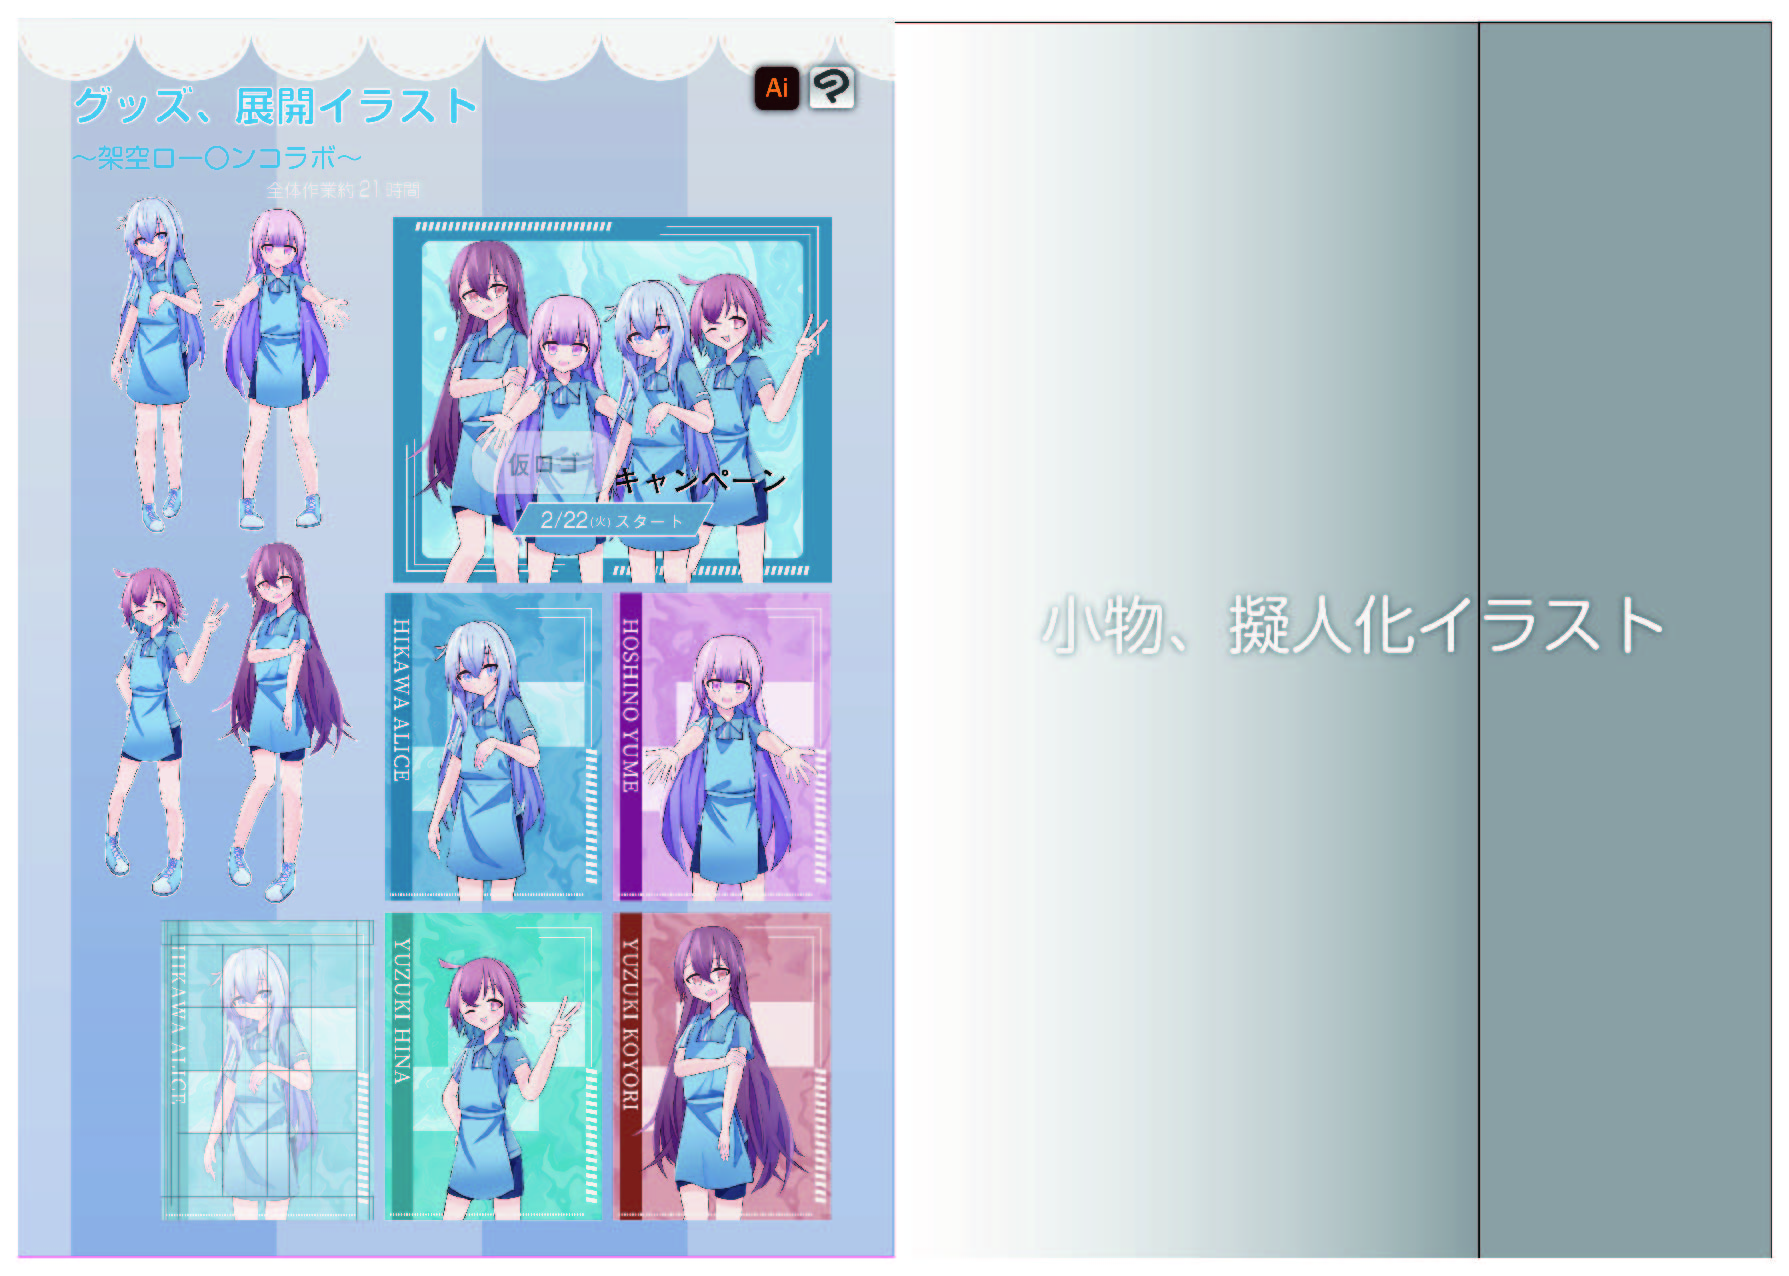 グッズ、展開イラスト
～架空ロー〇ンコラボ～
全体作業約21時間
Ai
仮ロゴ
キャンペーン
2/22(火)スタート
HIKAWA ALICE
HOSHINO YUME
HIKAWA ALICE
YUZUKI HINA
YUZUKI KOYORI
小物、擬人化イラスト